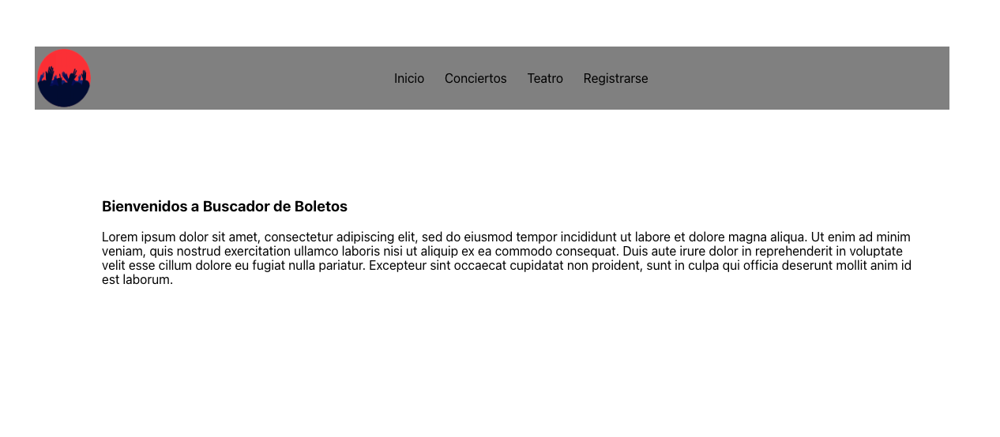 Inicio Conciertos Teatro Registrarse
Bienvenidos a Buscador de Boletos
Lorem ipsum dolor sit amet, consectetur adipiscing elit, sed do eiusmod tempor incididunt ut labore et dolore magna aliqua. Ut enim ad minim
veniam, quis nostrud exercitation ullamco laboris nisi ut aliquip ex ea commodo consequat. Duis aute irure dolor in reprehenderit in voluptate
velit esse cillum dolore eu fugiat nulla pariatur. Excepteur sint occaecat cupidatat non proident, sunt in culpa qui officia deserunt mollit anim id
est laborum.